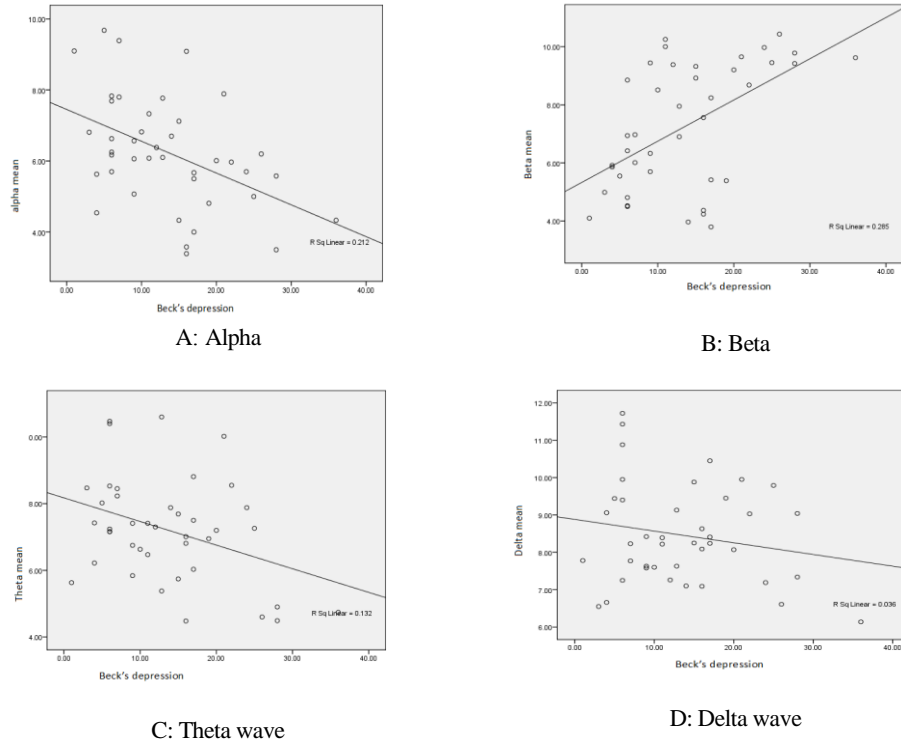 10.00
8.00
6.00
4.00
alpha mean
R Sq Linear = 0.212
0.00 10.00 20.00 30.00 40.00
Beck's depression
A: Alpha
10.00
8.00
6.00
4.00
Beta mean
R Sq Linear = 0.285
0.00 10.00 20.00 30.00 40.00
Beck's depression
B: Beta
0.00
8.00
6.00
4.00
Theta mean
R Sq Linear = 0.132
0.00 10.00 20.00 30.00 40.00
Beck's depression
C: Theta wave
12.00
11.00
10.00
9.00
8.00
7.00
6.00
Delta mean
R Sq Linear = 0.036
0.00 10.00 20.00 30.00 40.00
Beck's depression
D: Delta wave